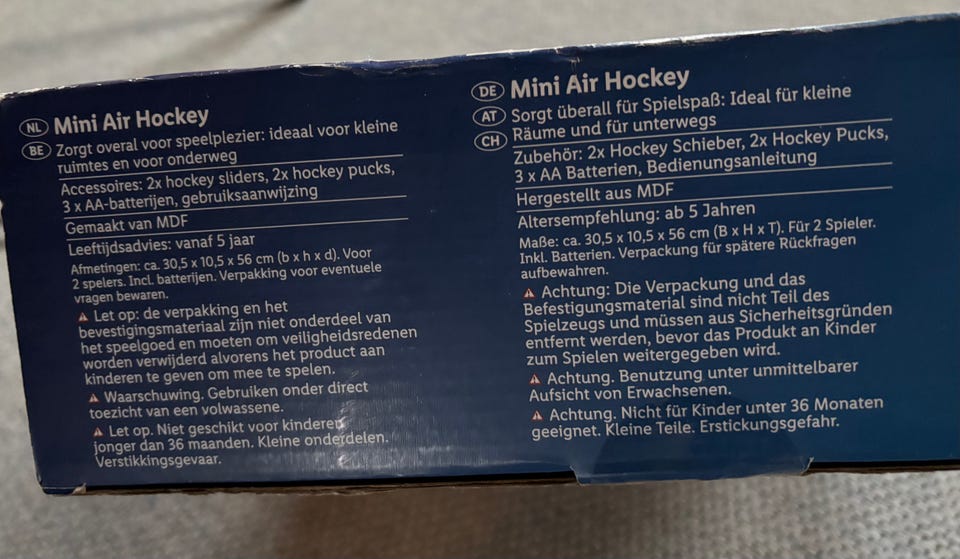 NL
BE
Mini Air Hockey
Zorgt overal voor speelplezier: ideaal voor kleine
ruimtes en voor onderweg
Accessoires: 2x hockey sliders, 2x hockey pucks,
3 x AA-batterijen, gebruiksaanwijzing
Gemaakt van MDF
Leeftijdsadvies: vanaf 5 jaar
Afmetingen: ca. 30,5 x 10,5 x 56 cm (b x h x d). Voor
2 spelers. Incl. batterijen. Verpakking voor eventuele
vragen bewaren.
Let op: de verpakking en het
bevestigingsmateriaal zijn niet onderdeel van
het speelgoed en moeten om veiligheidsredenen
worden verwijderd alvorens het product aan
kinderen te geven om mee te spelen.
Waarschuwing. Gebruiken onder direct
toezicht van een volwassene.
Let op. Niet geschikt voor kinderen
jonger dan 36 maanden. Kleine onderdelen.
Verstikkingsgevaar.
DE
AT
CH
Mini Air Hockey
Sorgt überall für Spielspaß: Ideal für kleine
Räume und für unterwegs
Zubehör: 2x Hockey Schieber, 2x Hockey Pucks,
3 x AA Batterien, Bedienungsanleitung
Hergestellt aus MDF
Altersempfehlung: ab 5 Jahren
Maße: ca. 30,5 x 10,5 x 56 cm (B x H x T). Für 2 Spieler.
Inkl. Batterien. Verpackung für spätere Rückfragen
aufbewahren.
Achtung: Die Verpackung und das
Befestigungsmaterial sind nicht Teil des
Spielzeugs und müssen aus Sicherheitsgründen
entfernt werden, bevor das Produkt an Kinder
zum Spielen weitergegeben wird.
Achtung. Benutzung unter unmittelbarer
Aufsicht von Erwachsenen.
Achtung. Nicht für Kinder unter 36 Monaten
geeignet. Kleine Teile. Erstickungsgefahr.